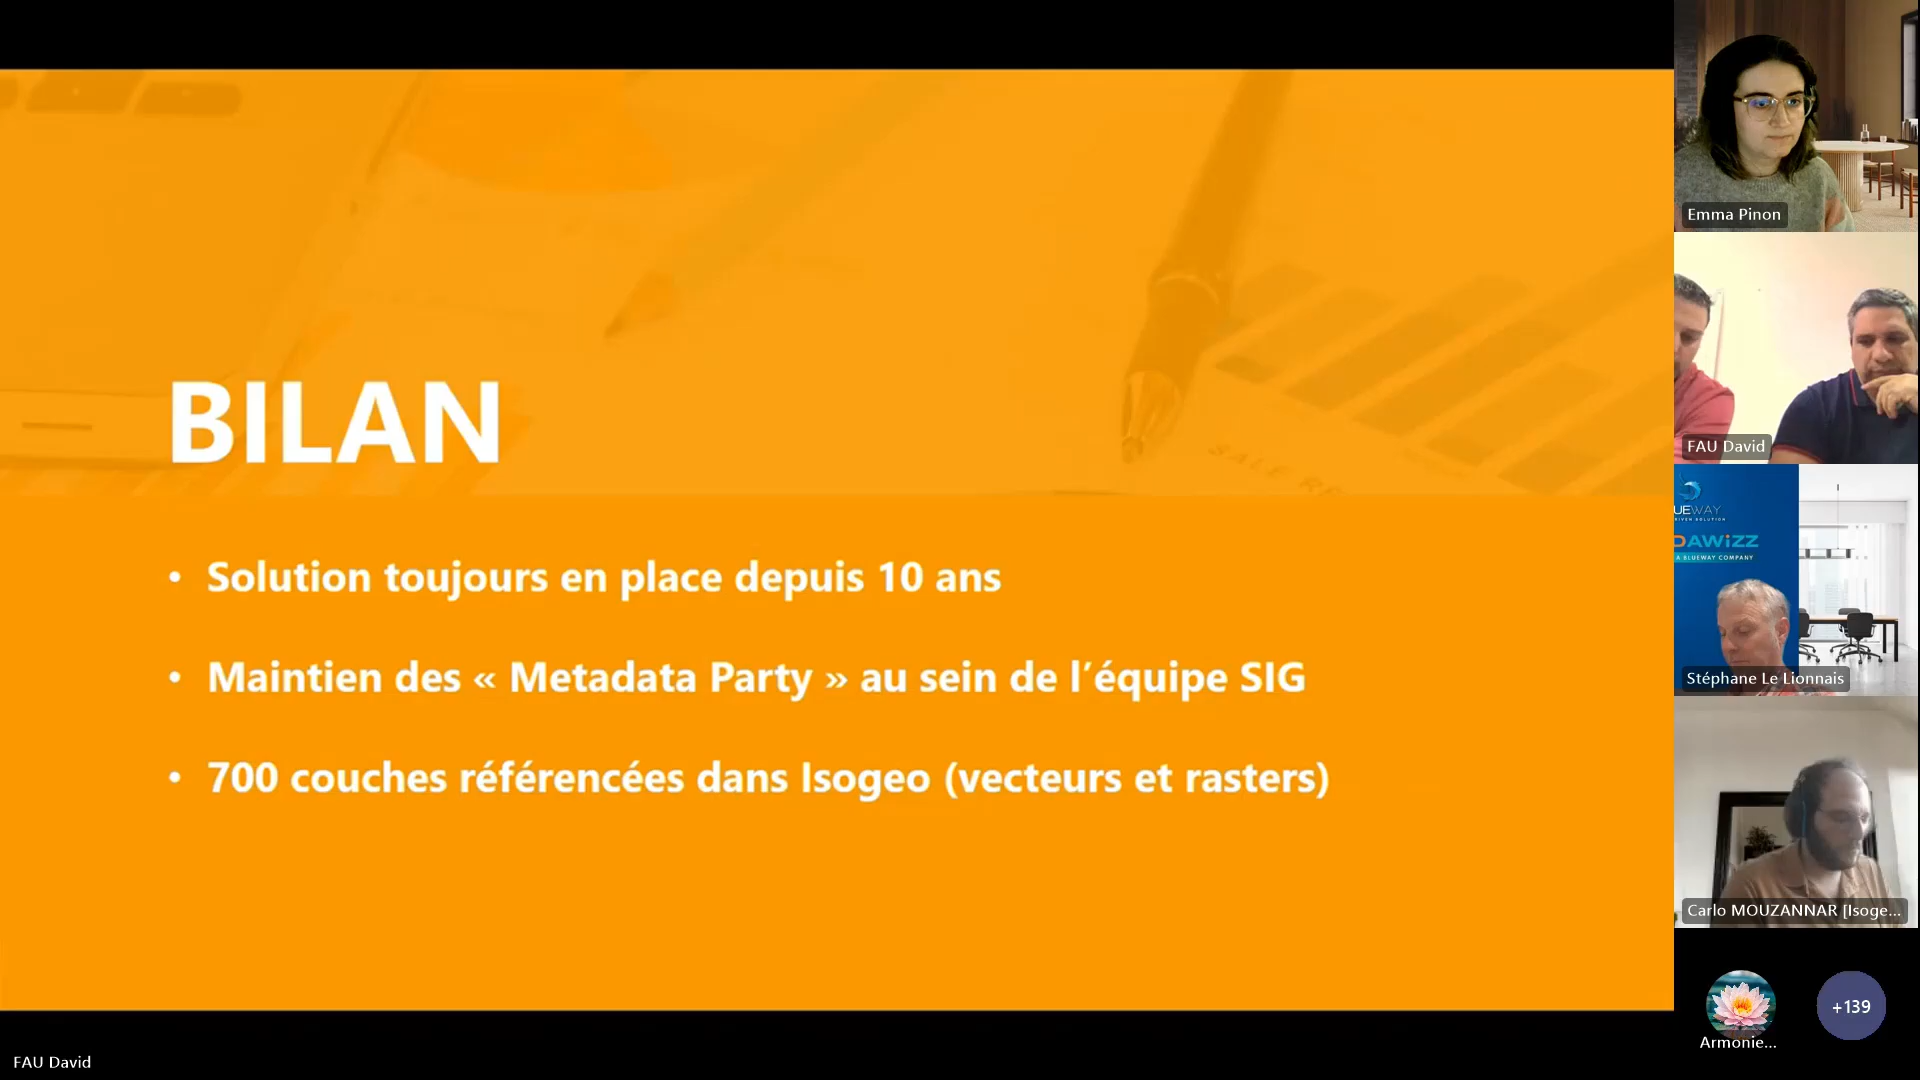 BILAN
• Solution toujours en place depuis 10 ans
• Maintien des « Metadata Party » au sein de l’équipe SIG
• 700 couches référencées dans Isogeo (vecteurs et rasters)
FAU David
Emma Pinon
FAU David
UEWAY
DAWIZZ
A BLUEWAY COMPANY
Stéphane Le Lionnais
Carlo MOUZANNAR [Isoge...
Armonie...
+139